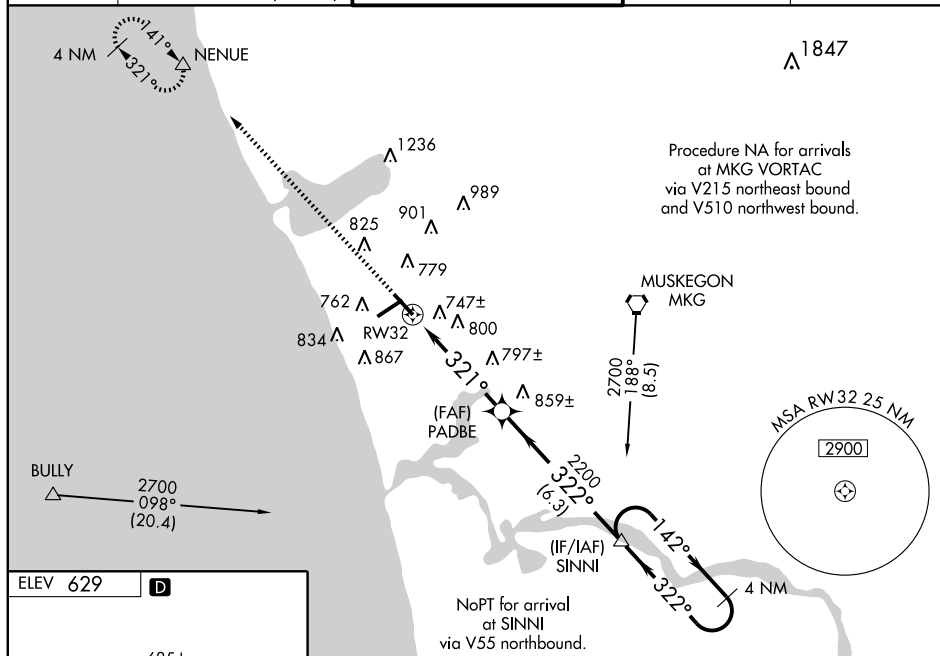 141°
4 NM
321°
NENUE
1847
1236
Procedure NA for arrivals
at MKG VORTAC
via V215 northeast bound
and V510 northwest bound.
989
901
825
779
MUSKEGON
MKG
762
747±
RW32
800
834
867
321°
797±
2700
188°
(8.5)
859±
(FAF)
PADBE
MSA RW32 25 NM
2900
BULLY
2700
098°
(20.4)
2200
322°
(6.3)
142°
(IF/IAF)
SINNI
322°
4 NM
ELEV 629
D
NoPT for arrival
at SINNI
via V55 northbound.